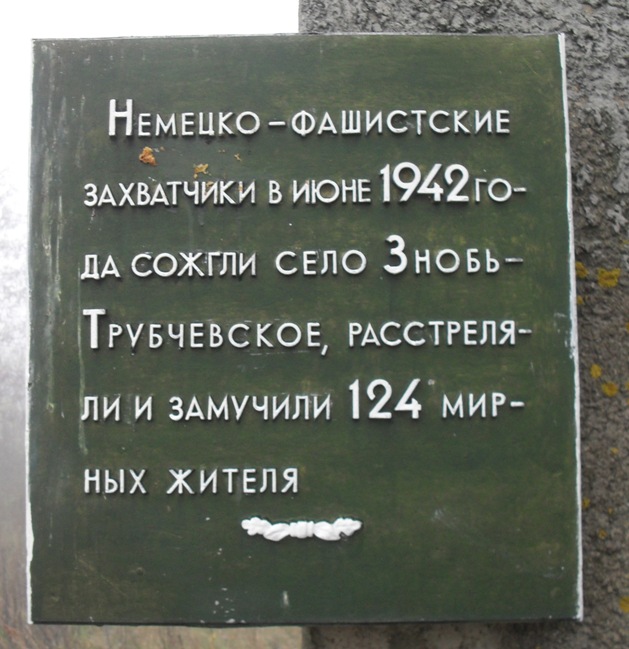 Немецко-фашистские
захватчики в июне 1942 го-
да сожгли село Знобь-
Трубчевское, расстреля-
ли и замучили 124 мир-
ных жителя